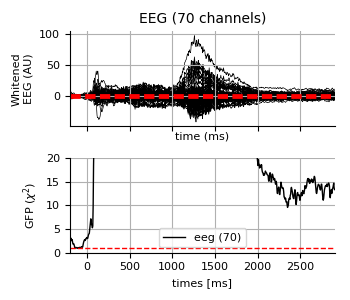 EEG (70 channels)
100
50
0
Whitened
EEG (AU)
time (ms)
20
15
10
5
0
GFP (χ²)
eeg (70)
0 500 1000 1500 2000 2500
times [ms]